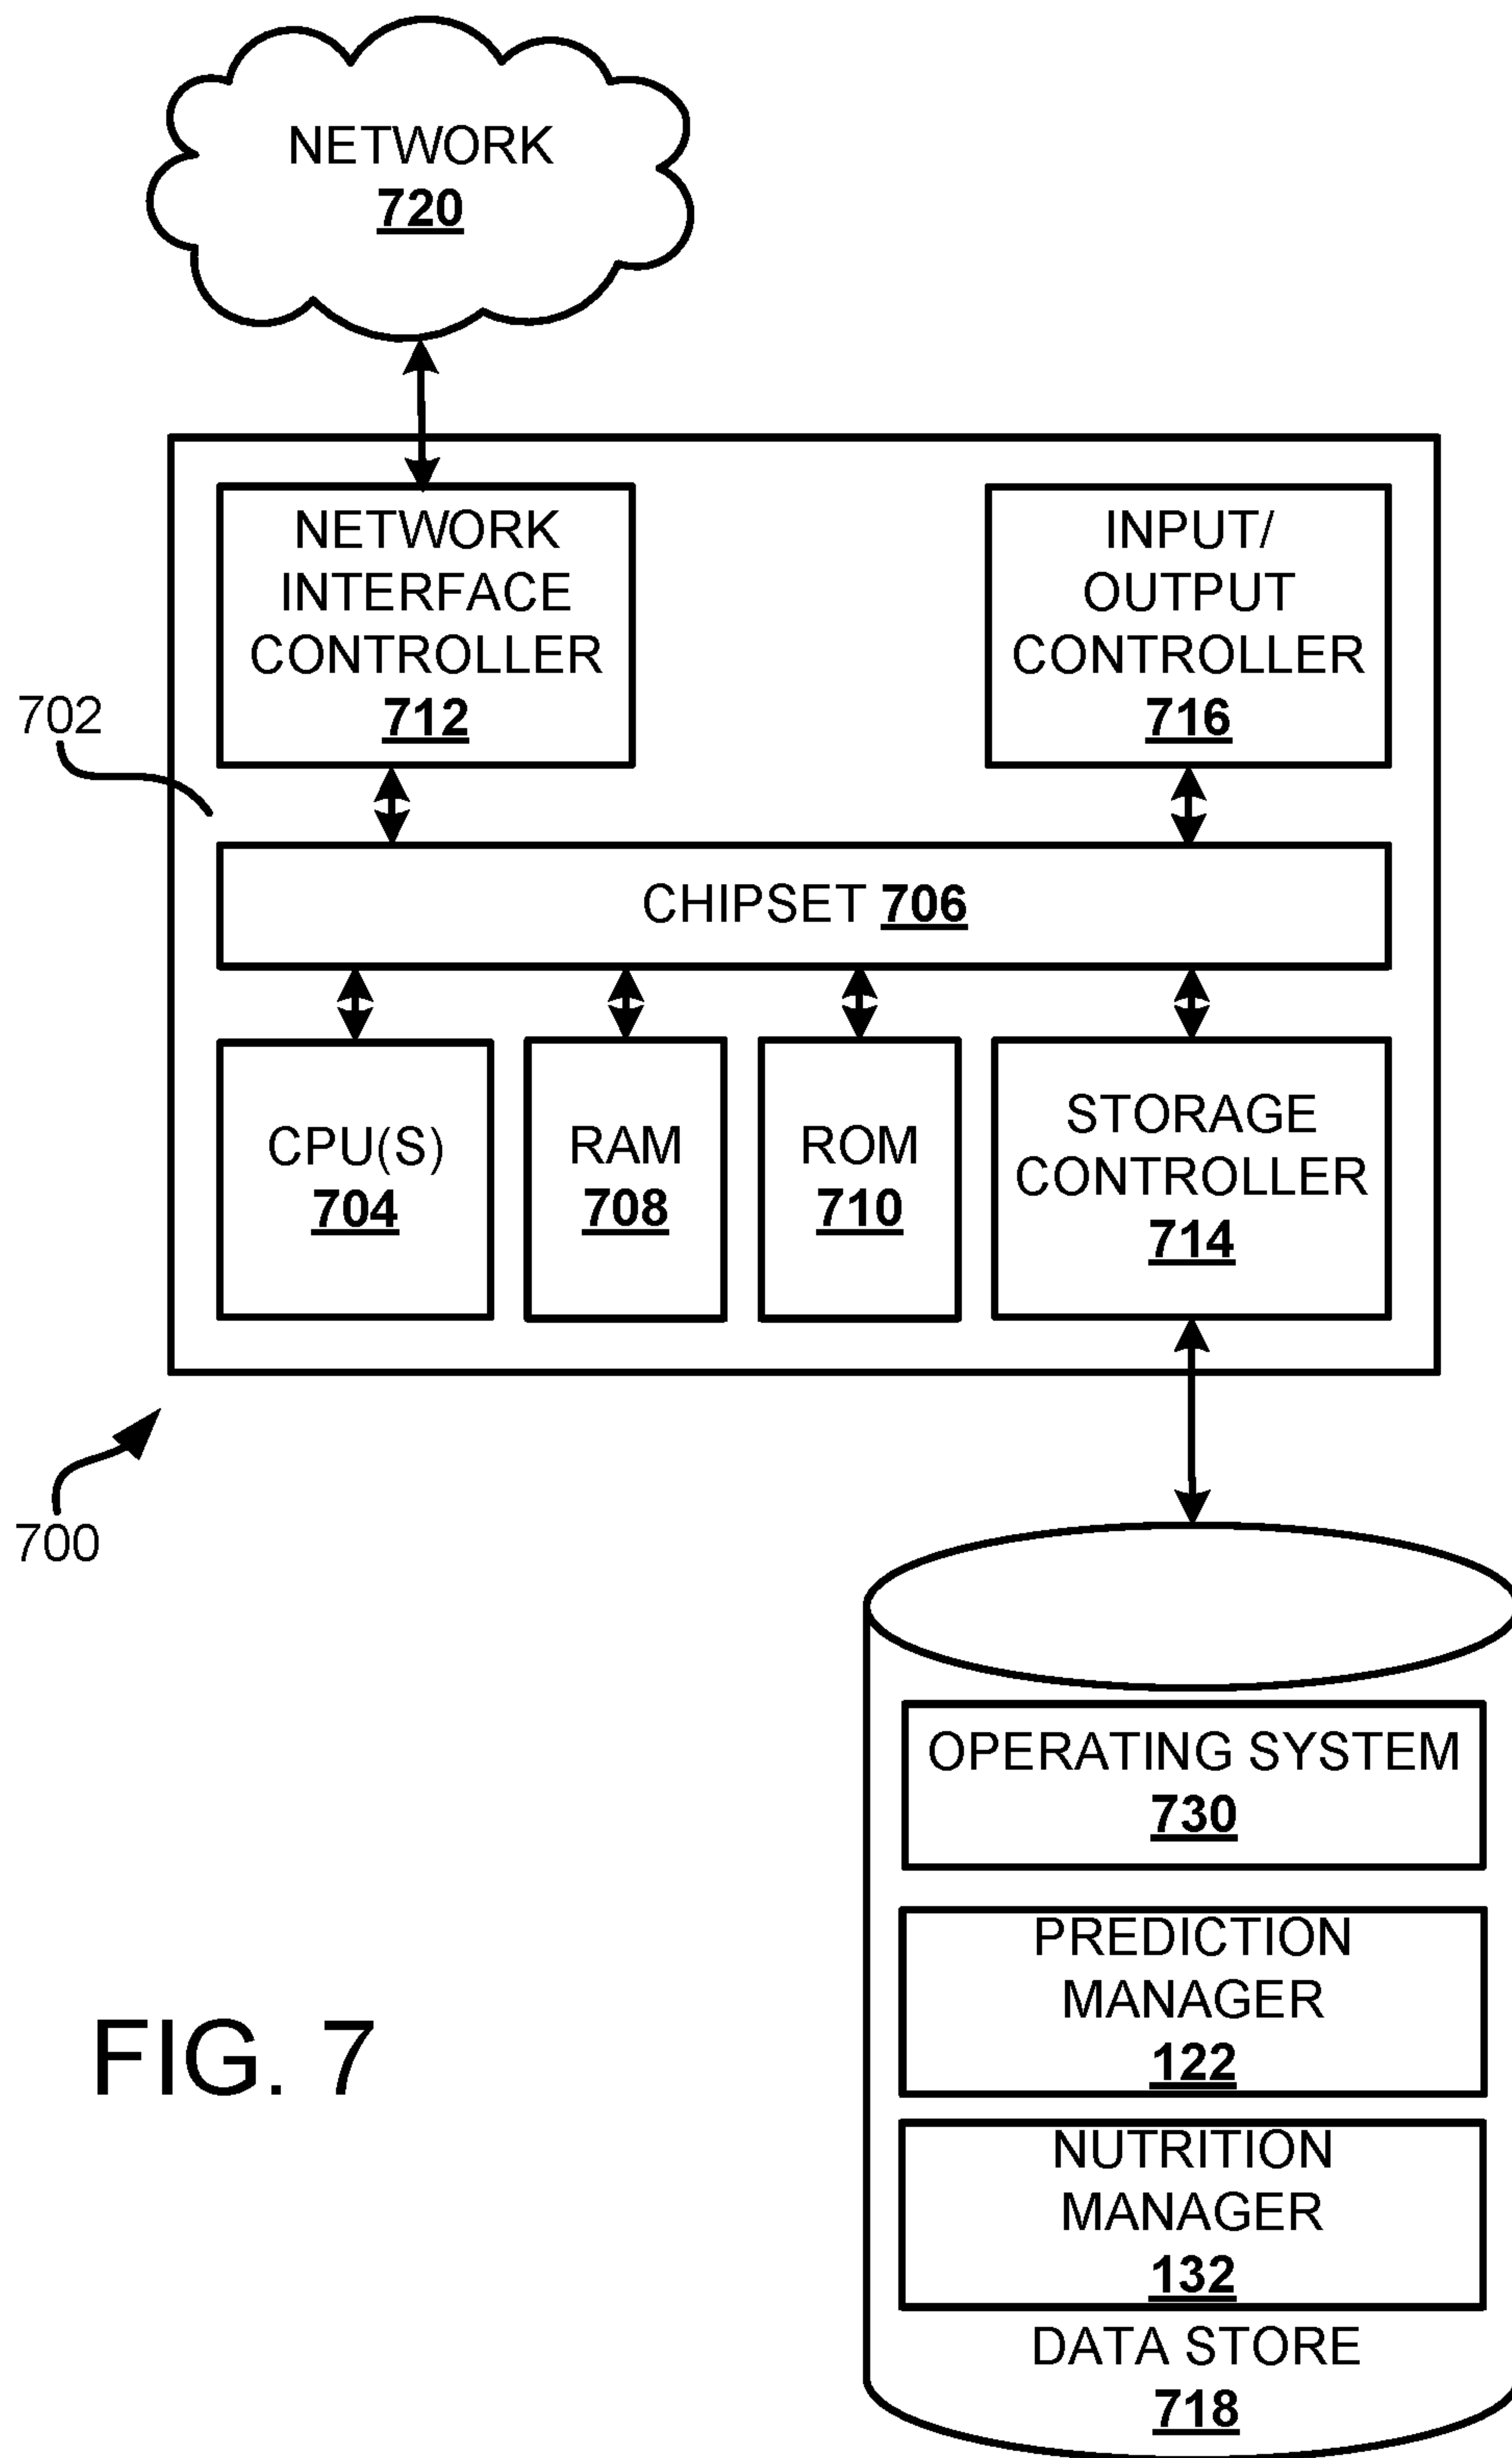 NETWORK
720
NETWORK
INTERFACE
CONTROLLER
712
INPUT/
OUTPUT
CONTROLLER
716
702
CHIPSET 706
CPU(S)
704
RAM
708
ROM
710
STORAGE
CONTROLLER
714
700
OPERATING SYSTEM
730
PREDICTION
MANAGER
122
NUTRITION
MANAGER
132
DATA STORE
718
FIG. 7